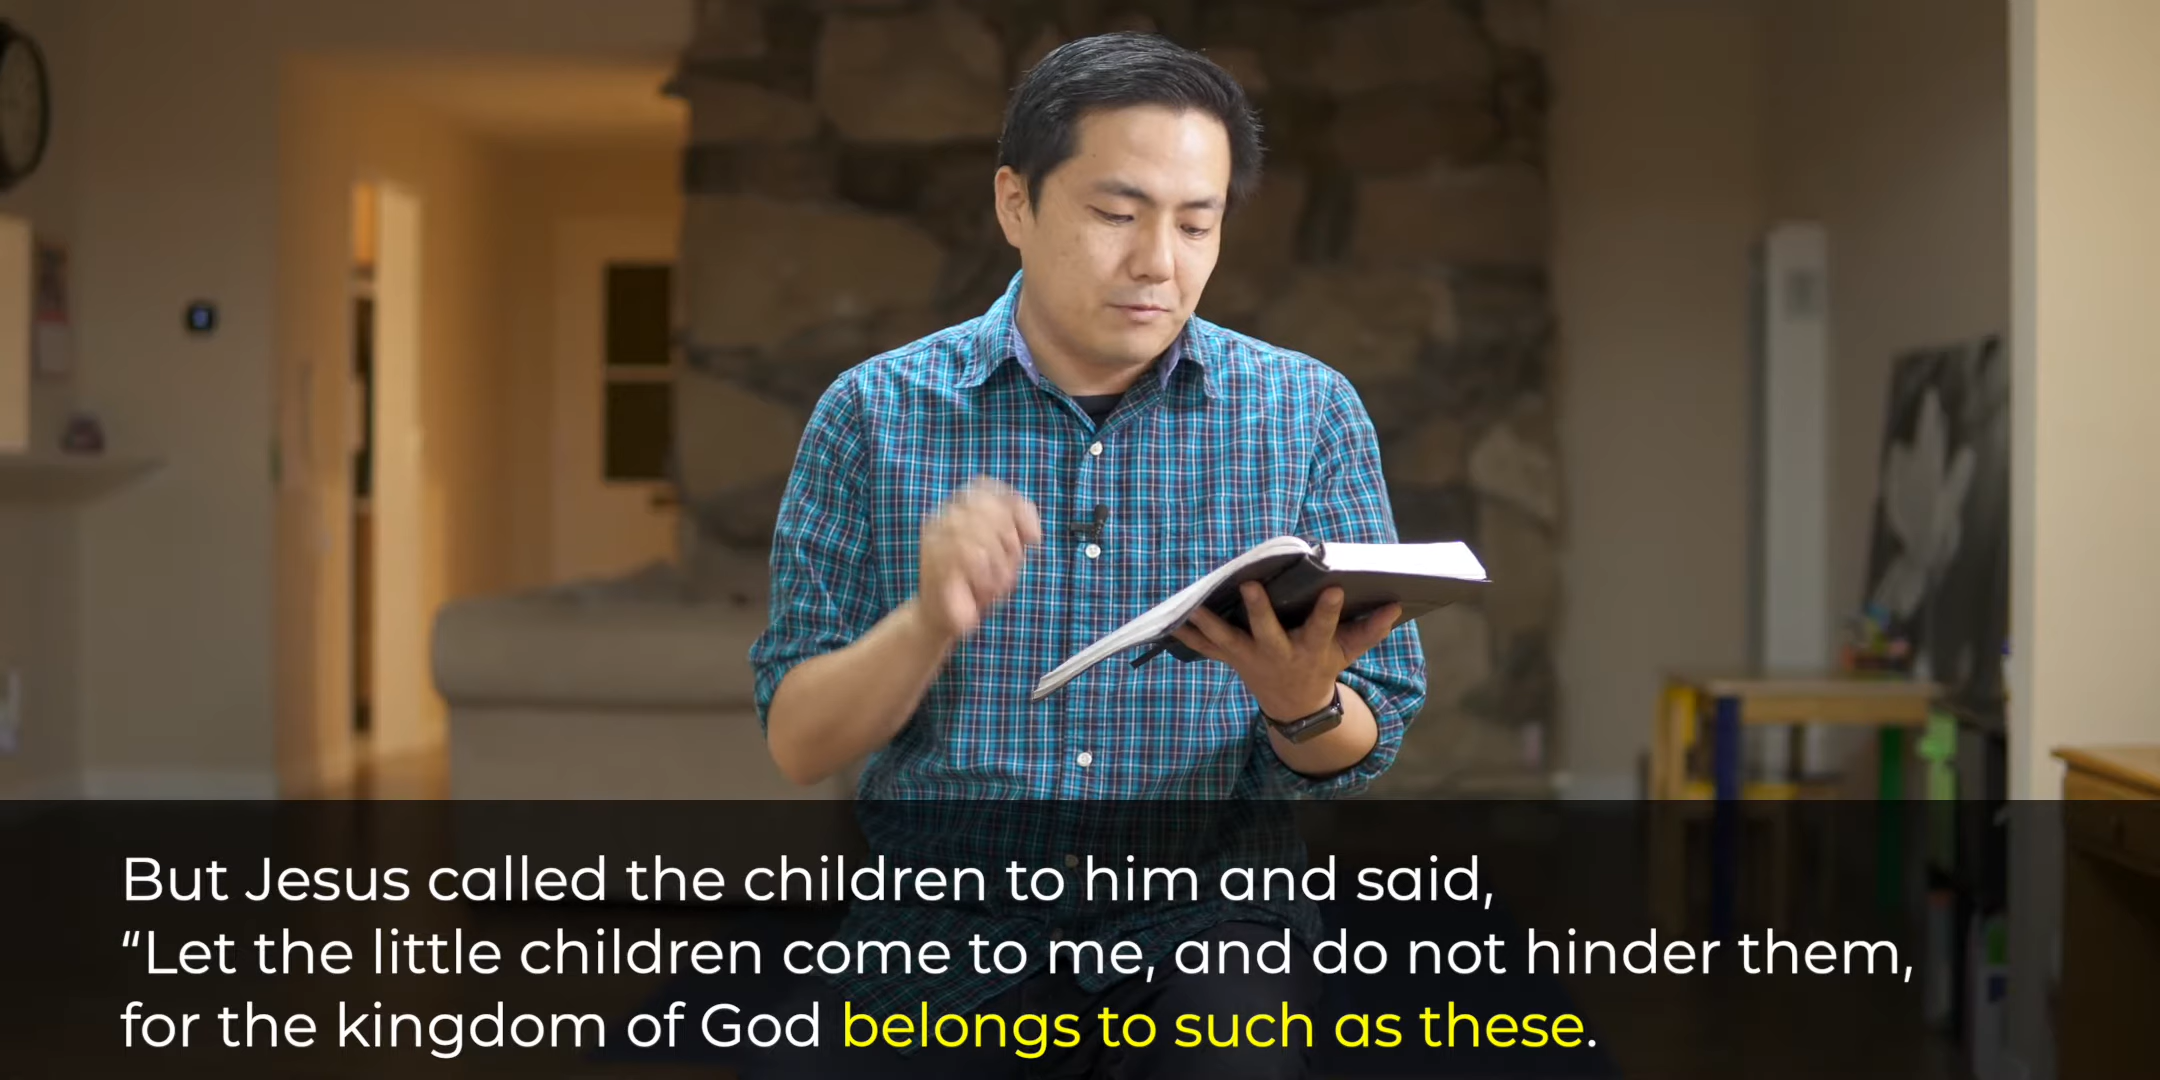 But Jesus called the children to him and said,
“Let the little children come to me, and do not hinder them,
for the kingdom of God belongs to such as these.